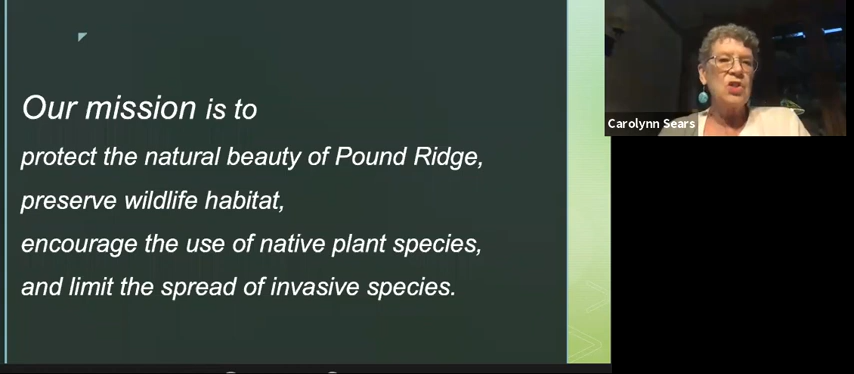 Our mission is to
protect the natural beauty of Pound Ridge,
preserve wildlife habitat,
encourage the use of native plant species,
and limit the spread of invasive species.
Carolynn Sears